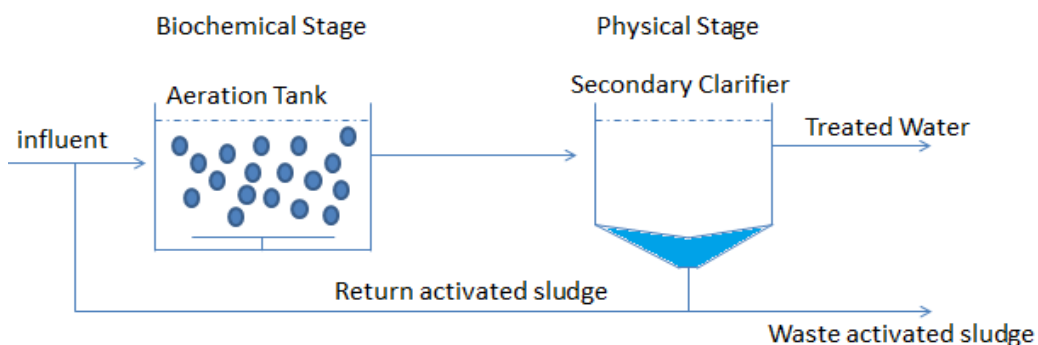 Biochemical Stage
Physical Stage
Aeration Tank
Secondary Clarifier
influent
Treated Water
Return activated sludge
Waste activated sludge